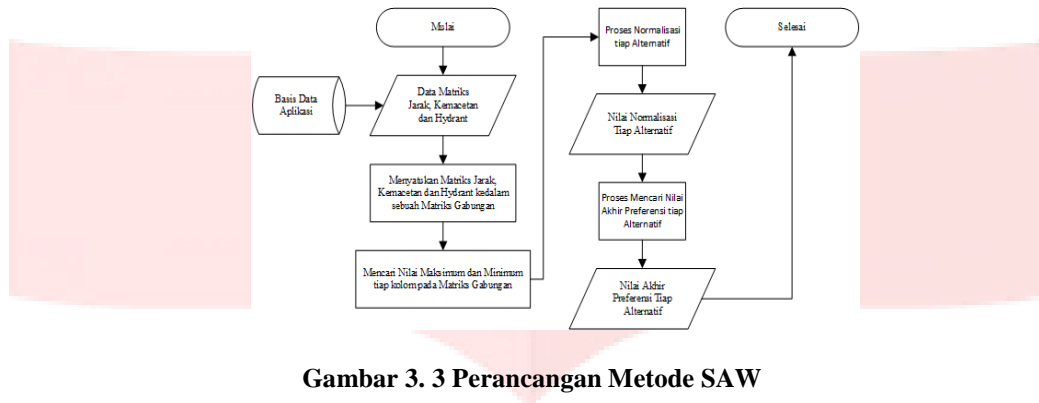 Mulai
Basis Data
Aplikasi
Data Matriks
Jarak, Kemacetan
dan Hydrant
Menyatukan Matriks Jarak,
Kemacetan dan Hydrant kedalam
sebuah Matriks Gabungan
Mencari Nilai Maksimum dan Minimum
tiap kolom pada Matriks Gabungan
Proses Normalisasi
tiap Alternatif
Nilai Normalisasi
Tiap Alternatif
Proses Mencari Nilai
Akhir Preferensi tiap
Alternatif
Nilai Akhir
Preferensi Tiap
Alternatif
Selesai
Gambar 3. 3 Perancangan Metode SAW